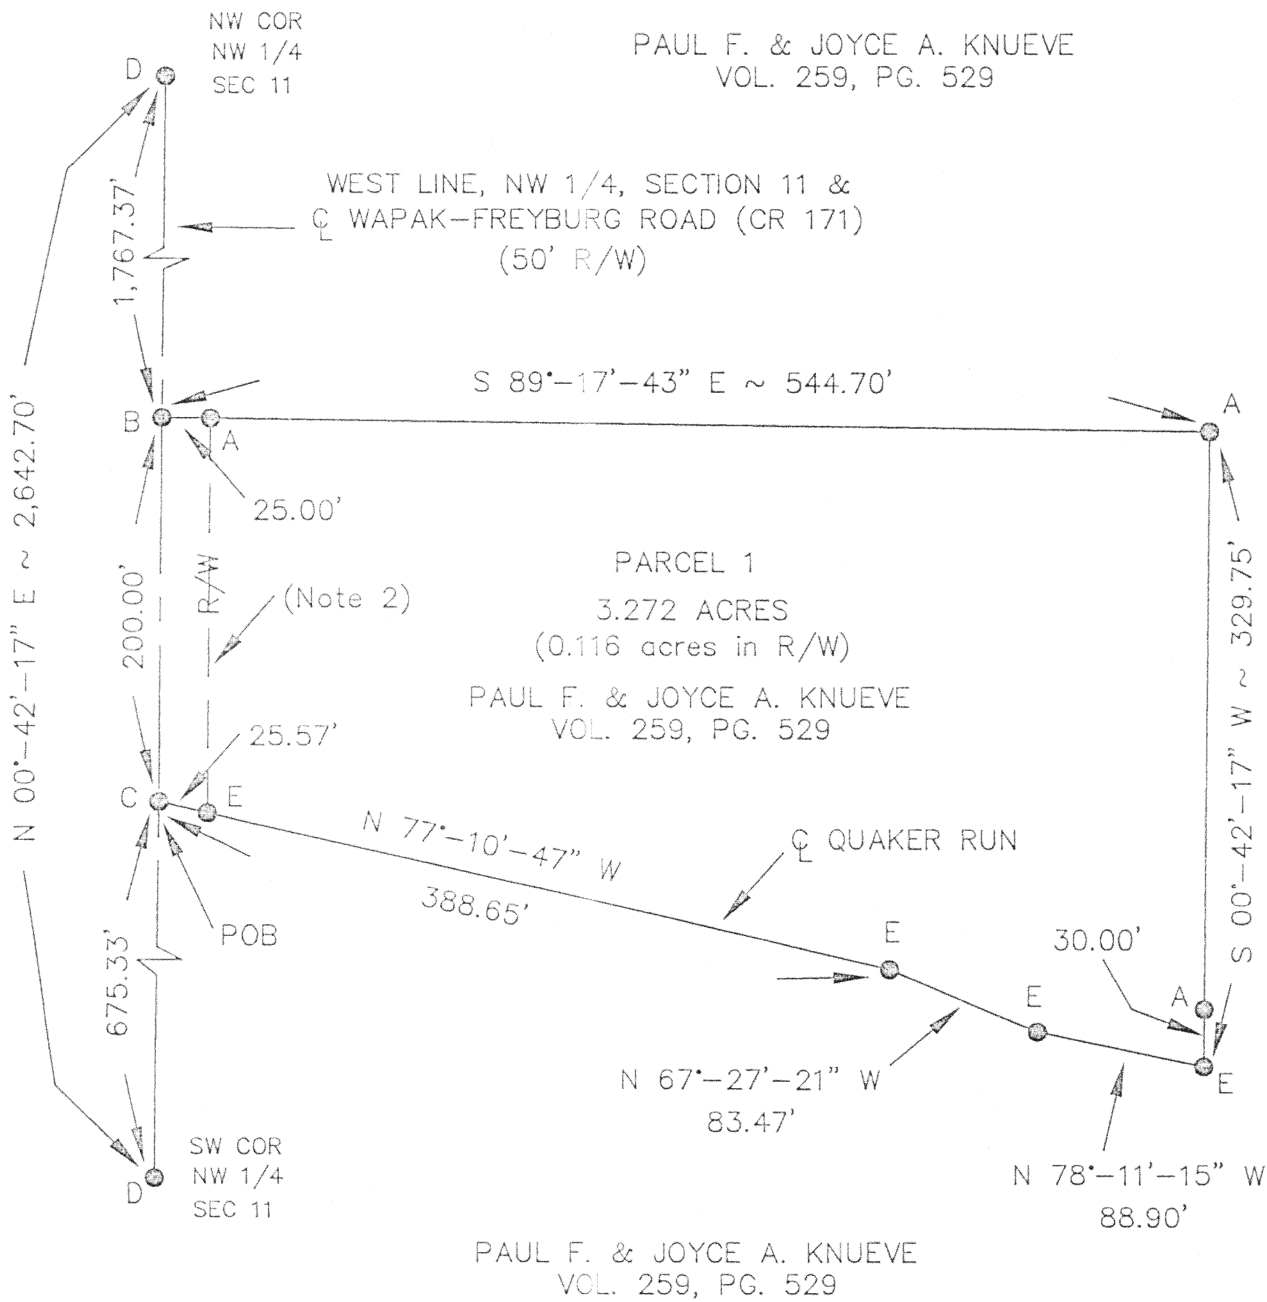 NW COR
NW 1/4
SEC 11
D
PAUL F. & JOYCE A. KNUEVE
VOL. 259, PG. 529
WEST LINE, NW 1/4, SECTION 11 &
℄ WAPAK-FREYBURG ROAD (CR 171)
(50' R/W)
1,767.37'
N 00°-42'-17" E ~ 2,642.70'
S 89°-17'-43" E ~ 544.70'
B
A
A
25.00'
200.00'
R/W
(Note 2)
PARCEL 1
3.272 ACRES
(0.116 acres in R/W)
PAUL F. & JOYCE A. KNUEVE
VOL. 259, PG. 529
S 00°-42'-17" W ~ 329.75'
25.57'
C
E
N 77°-10'-47" W
388.65'
℄ QUAKER RUN
POB
675.33'
E
E
30.00'
A
E
N 67°-27'-21" W
83.47'
N 78°-11'-15" W
88.90'
SW COR
NW 1/4
SEC 11
D
PAUL F. & JOYCE A. KNUEVE
VOL. 259, PG. 529